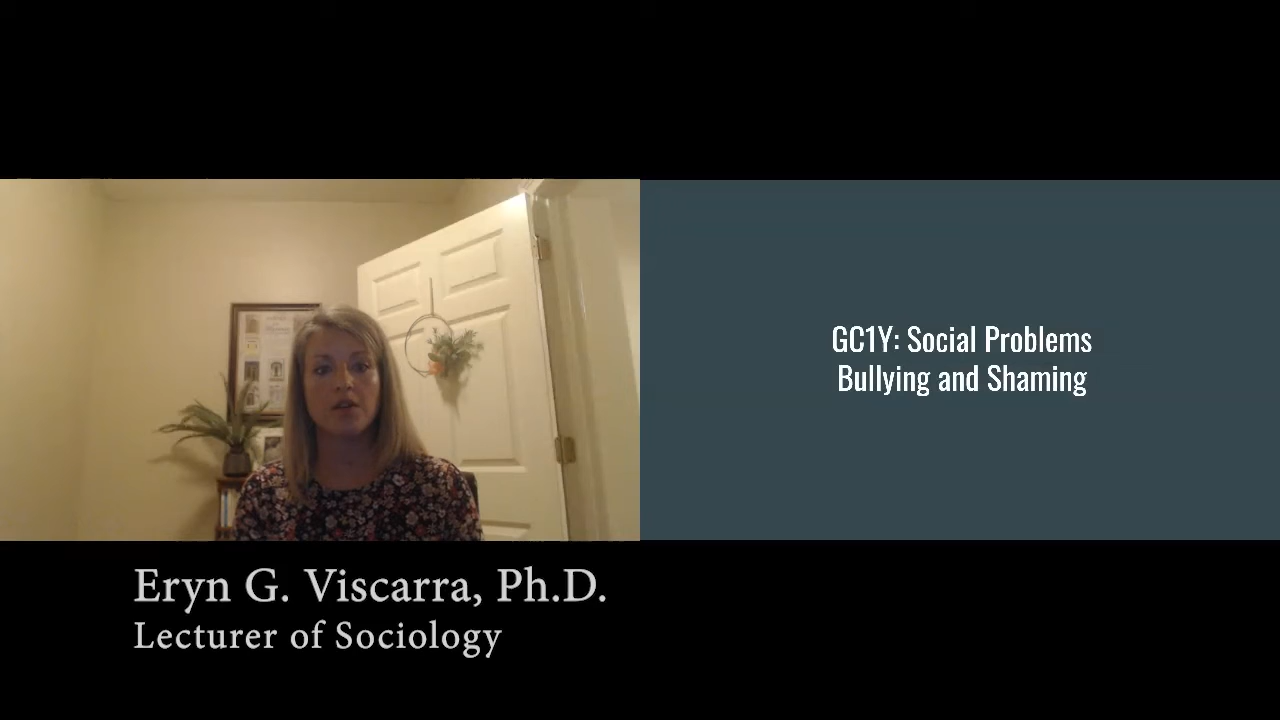 GC1Y: Social Problems
Bullying and Shaming
Eryn G. Viscarra, Ph.D.
Lecturer of Sociology